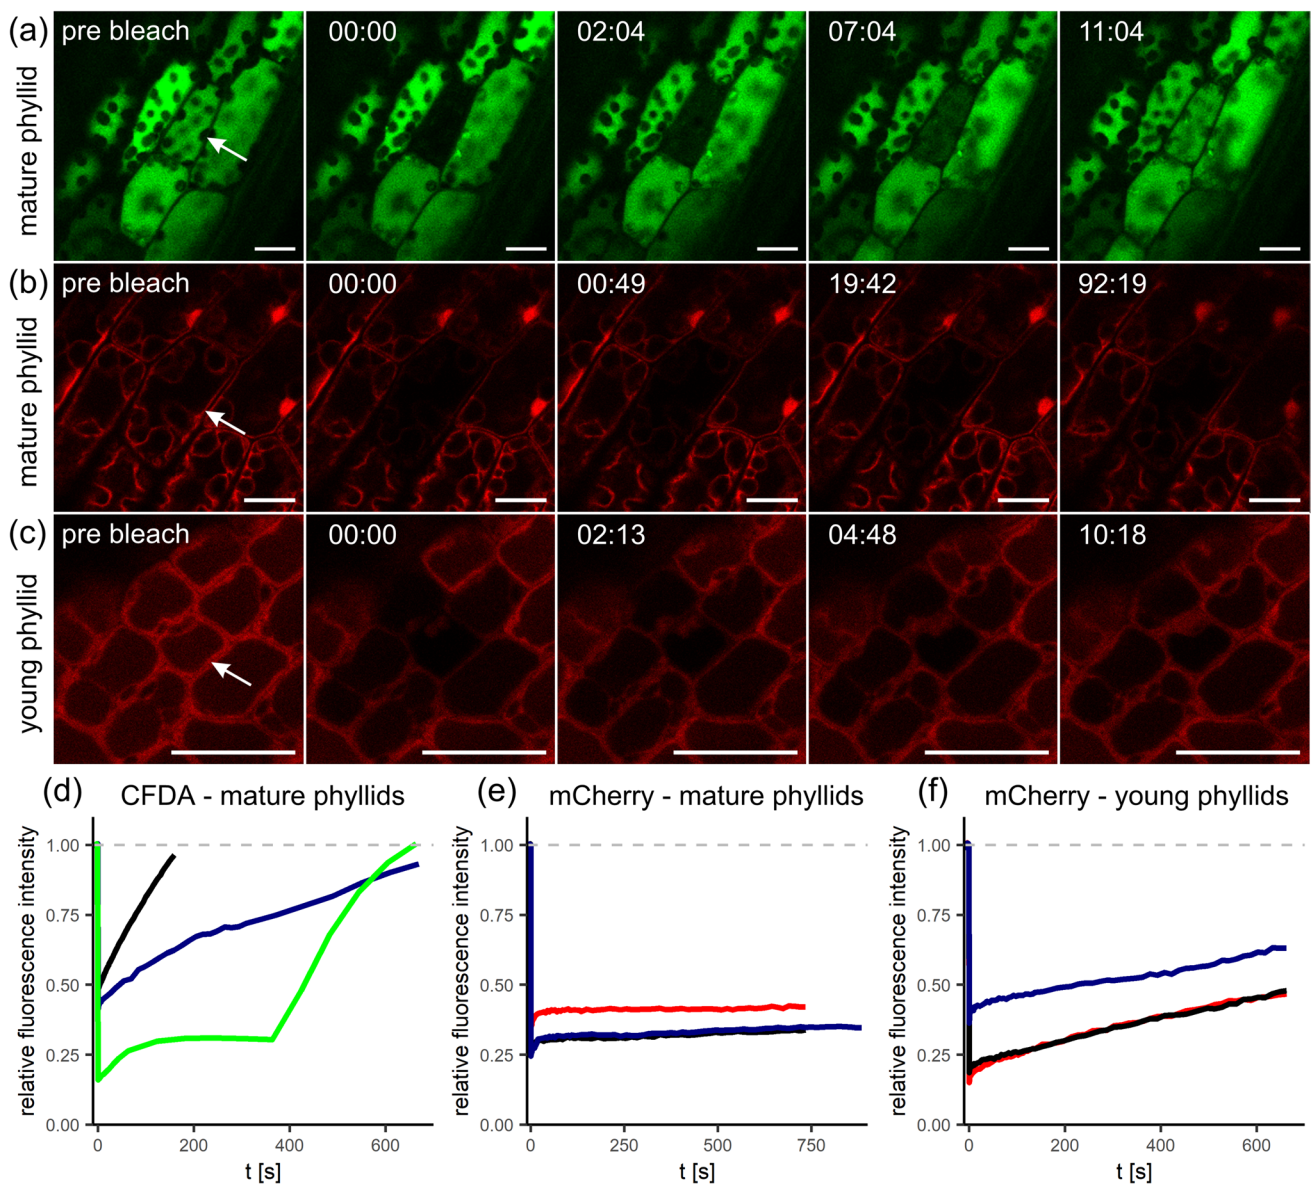 (a) pre bleach 00:00 02:04 07:04 11:04
mature phyllid
(b) pre bleach 00:00 00:49 19:42 92:19
mature phyllid
(c) pre bleach 00:00 02:13 04:48 10:18
young phyllid
(d) CFDA - mature phyllids
relative fluorescence intensity
1.00
0.75
0.50
0.25
0.00
0 200 400 600
t [s]
(e) mCherry - mature phyllids
relative fluorescence intensity
1.00
0.75
0.50
0.25
0.00
0 250 500 750
t [s]
(f) mCherry - young phyllids
relative fluorescence intensity
1.00
0.75
0.50
0.25
0.00
0 200 400 600
t [s]